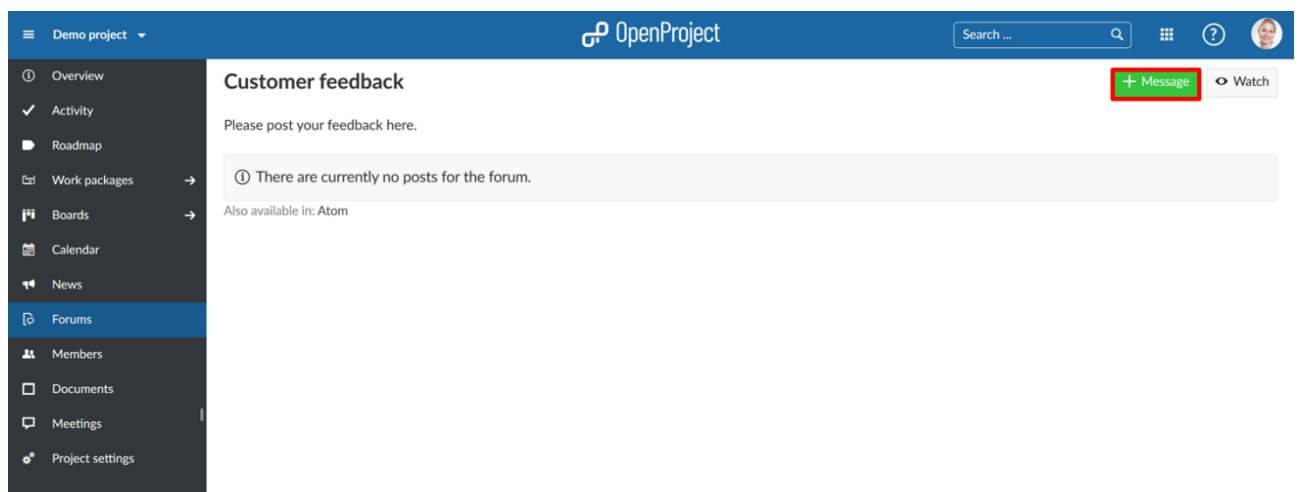 Demo project
OpenProject
Search ...
?
Overview
Activity
Roadmap
Work packages
Boards
Calendar
News
Forums
Members
Documents
Meetings
Project settings
Customer feedback
+ Message
Watch
Please post your feedback here.
There are currently no posts for the forum.
Also available in: Atom